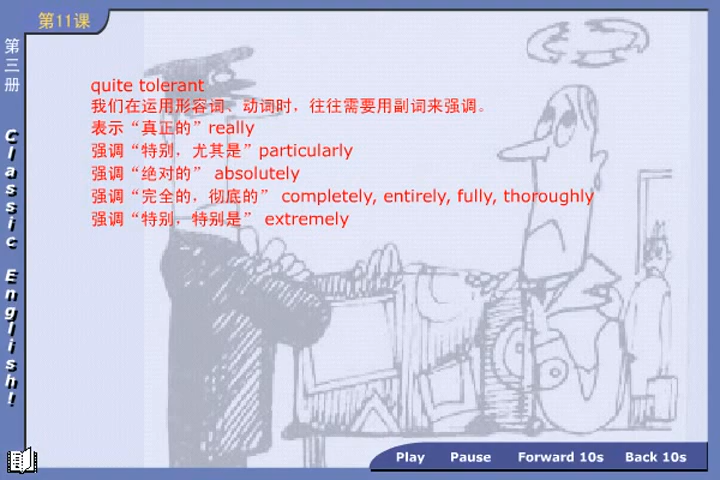 第11课
第三册
Classic English!
quite tolerant
我们在运用形容词、动词时，往往需要用副词来强调。
表示“真正的”really
强调“特别，尤其是”particularly
强调“绝对的” absolutely
强调“完全的，彻底的” completely, entirely, fully, thoroughly
强调“特别，特别是” extremely
Play Pause Forward 10s Back 10s